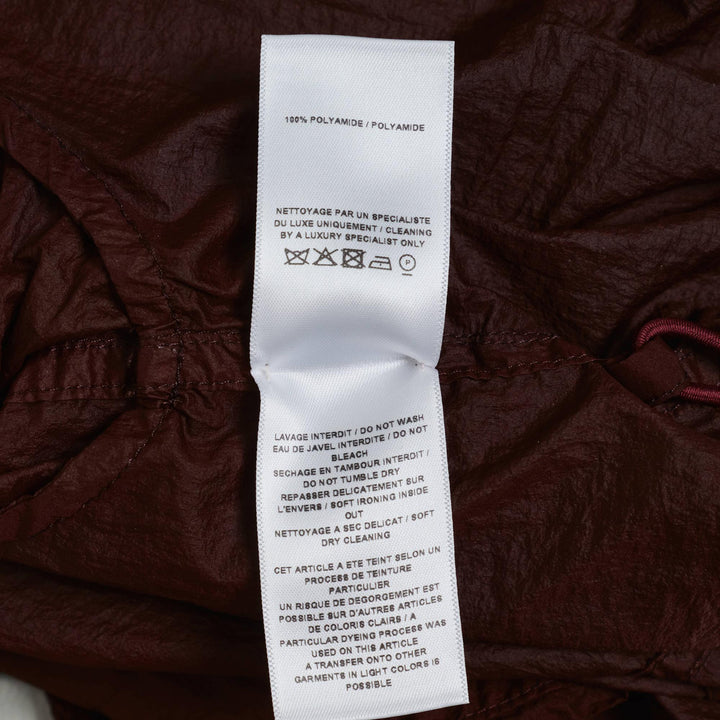 100% POLYAMIDE / POLYAMIDE
NETTOYAGE PAR UN SPECIALISTE
DU LUXE UNIQUEMENT / CLEANING
BY A LUXURY SPECIALIST ONLY
P
LAVAGE INTERDIT / DO NOT WASH
EAU DE JAVEL INTERDITE / DO NOT
BLEACH
SECHAGE EN TAMBOUR INTERDIT /
DO NOT TUMBLE DRY
REPASSER DELICATEMENT SUR
L'ENVERS / SOFT IRONING INSIDE
OUT
NETTOYAGE A SEC DELICAT / SOFT
DRY CLEANING
CET ARTICLE A ETE TEINT SELON UN
PROCESS DE TEINTURE
PARTICULIER
UN RISQUE DE DEGORGEMENT EST
POSSIBLE SUR D'AUTRES ARTICLES
DE COLORIS CLAIRS / A
PARTICULAR DYEING PROCESS WAS
USED ON THIS ARTICLE
A TRANSFER ONTO OTHER
GARMENTS IN LIGHT COLORS IS
POSSIBLE